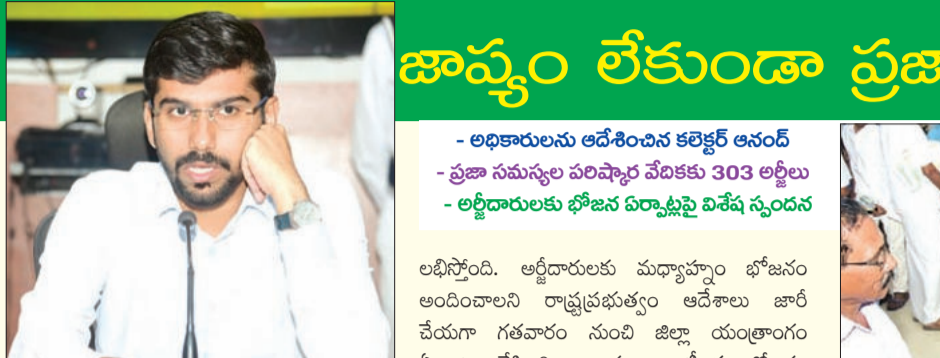 జాప్యం లేకుండా
- అధికారులను ఆదేశించిన కలెక్టర్ ఆనంద్
- ప్రజా సమస్యల పరిష్కార వేదికకు 303 అర్జీలు
- అర్జీదారులకు భోజన ఏర్పాట్లపై విశేష స్పందన
లభిస్తోంది. అర్జీదారులకు మధ్యాహ్నం భోజనం
అందించాలని రాష్ట్రప్రభుత్వం ఆదేశాలు జారీ
చేయగా గతవారం నుంచి జిల్లా యంత్రాంగం